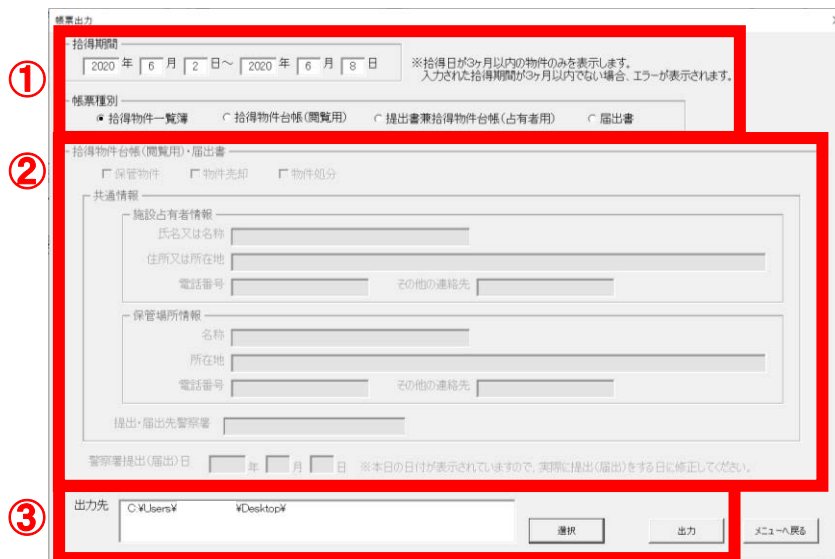 帳票出力
拾得期間
2020 年 6 月 2 日～ 2020 年 6 月 8 日
※拾得日が3ヶ月以内の物件のみを表示します。
入力された拾得期間が3ヶ月以内でない場合、エラーが表示されます。
①
帳票種別
拾得物件一覧簿 拾得物件台帳(閲覧用) 提出書兼拾得物件台帳(占有者用) 届出書
拾得物件台帳(閲覧用)・届出書
②
保管物件 物件売却 物件処分
共通情報
施設占有者情報
氏名又は名称
住所又は所在地
電話番号 その他の連絡先
保管場所情報
名称
所在地
電話番号 その他の連絡先
提出・届出先警察署
警察署提出(届出)日 年 月 日 ※本日の日付が表示されていますので、実際に提出(届出)をする日に修正してください。
③
出力先 C:¥Users¥ ¥Desktop¥
選択 出力 メニューへ戻る